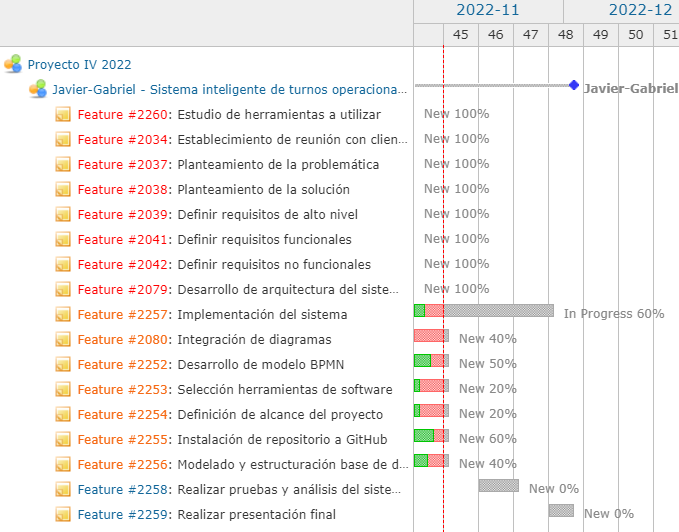 2022-11 2022-12
45 46 47 48 49 50 51
Proyecto IV 2022
Javier-Gabriel - Sistema inteligente de turnos operaciona... Javier-Gabriel
Feature #2260: Estudio de herramientas a utilizar New 100%
Feature #2034: Establecimiento de reunión con clien... New 100%
Feature #2037: Planteamiento de la problemática New 100%
Feature #2038: Planteamiento de la solución New 100%
Feature #2039: Definir requisitos de alto nivel New 100%
Feature #2041: Definir requisitos funcionales New 100%
Feature #2042: Definir requisitos no funcionales New 100%
Feature #2079: Desarrollo de arquitectura del siste... New 100%
Feature #2257: Implementación del sistema In Progress 60%
Feature #2080: Integración de diagramas New 40%
Feature #2252: Desarrollo de modelo BPMN New 50%
Feature #2253: Selección herramientas de software New 20%
Feature #2254: Definición de alcance del proyecto New 20%
Feature #2255: Instalación de repositorio a GitHub New 60%
Feature #2256: Modelado y estructuración base de d... New 40%
Feature #2258: Realizar pruebas y análisis del siste... New 0%
Feature #2259: Realizar presentación final New 0%